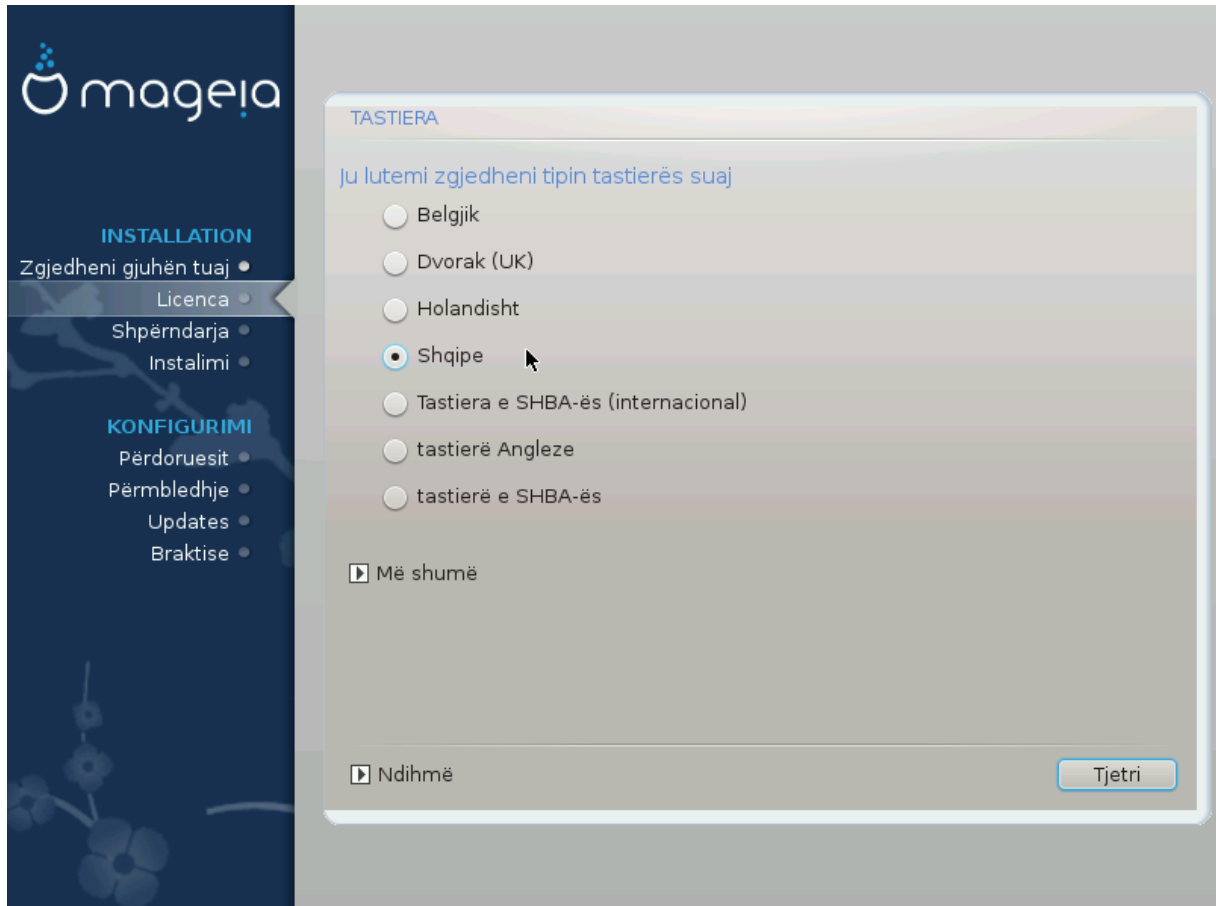 mageia
INSTALLATION
Zgjedheni gjuhën tuaj
Licenca
Shpërndarja
Instalimi
KONFIGURIMI
Përdoruesit
Përmbledhje
Updates
Braktise
TASTIERA
Ju lutemi zgjedheni tipin tastierës suaj
Belgjik
Dvorak (UK)
Holandisht
Shqipe
Tastiera e SHBA-ës (internacional)
tastierë Angleze
tastierë e SHBA-ës
Më shumë
Ndihmë
Tjetri